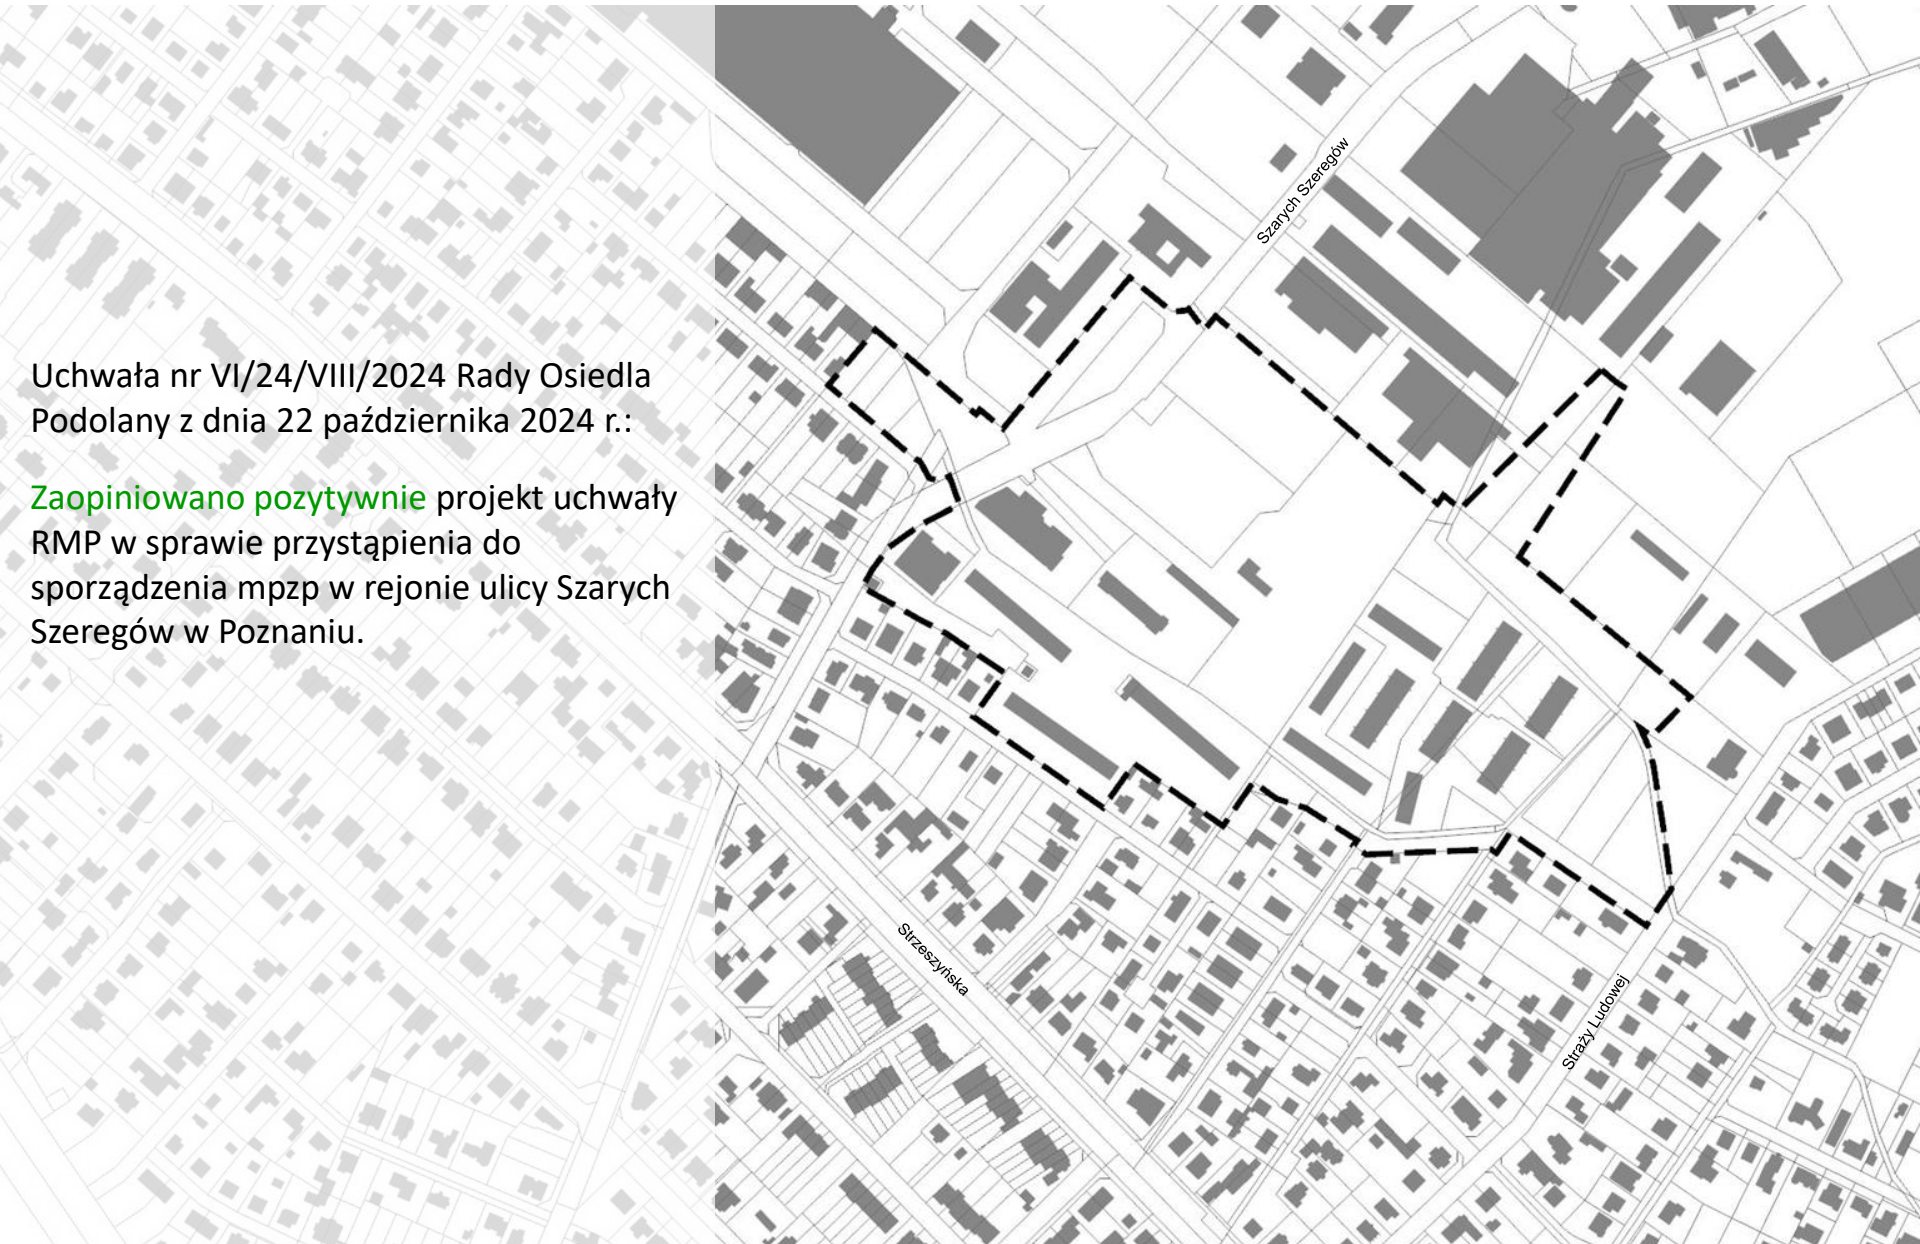 Uchwała nr VI/24/VIII/2024 Rady Osiedla
Podolany z dnia 22 października 2024 r.:
Zaopiniowano pozytywnie projekt uchwały
RMP w sprawie przystąpienia do
sporządzenia mpzp w rejonie ulicy Szarych
Szeregów w Poznaniu.
Szarych Szeregów
Strzeszyńska
Straży Ludowej